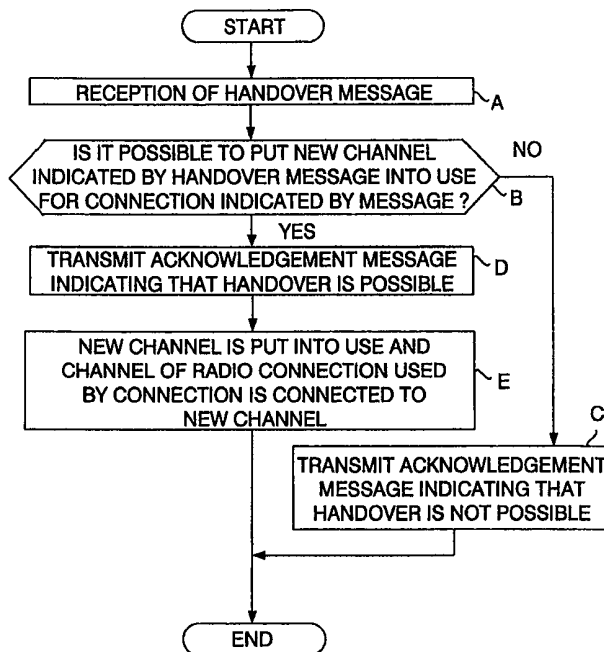 START
RECEPTION OF HANDOVER MESSAGE
A
IS IT POSSIBLE TO PUT NEW CHANNEL
INDICATED BY HANDOVER MESSAGE INTO USE
FOR CONNECTION INDICATED BY MESSAGE ?
NO
B
YES
TRANSMIT ACKNOWLEDGEMENT MESSAGE
INDICATING THAT HANDOVER IS POSSIBLE
D
NEW CHANNEL IS PUT INTO USE AND
CHANNEL OF RADIO CONNECTION USED
BY CONNECTION IS CONNECTED TO
NEW CHANNEL
E
C
TRANSMIT ACKNOWLEDGEMENT
MESSAGE INDICATING THAT
HANDOVER IS NOT POSSIBLE
END